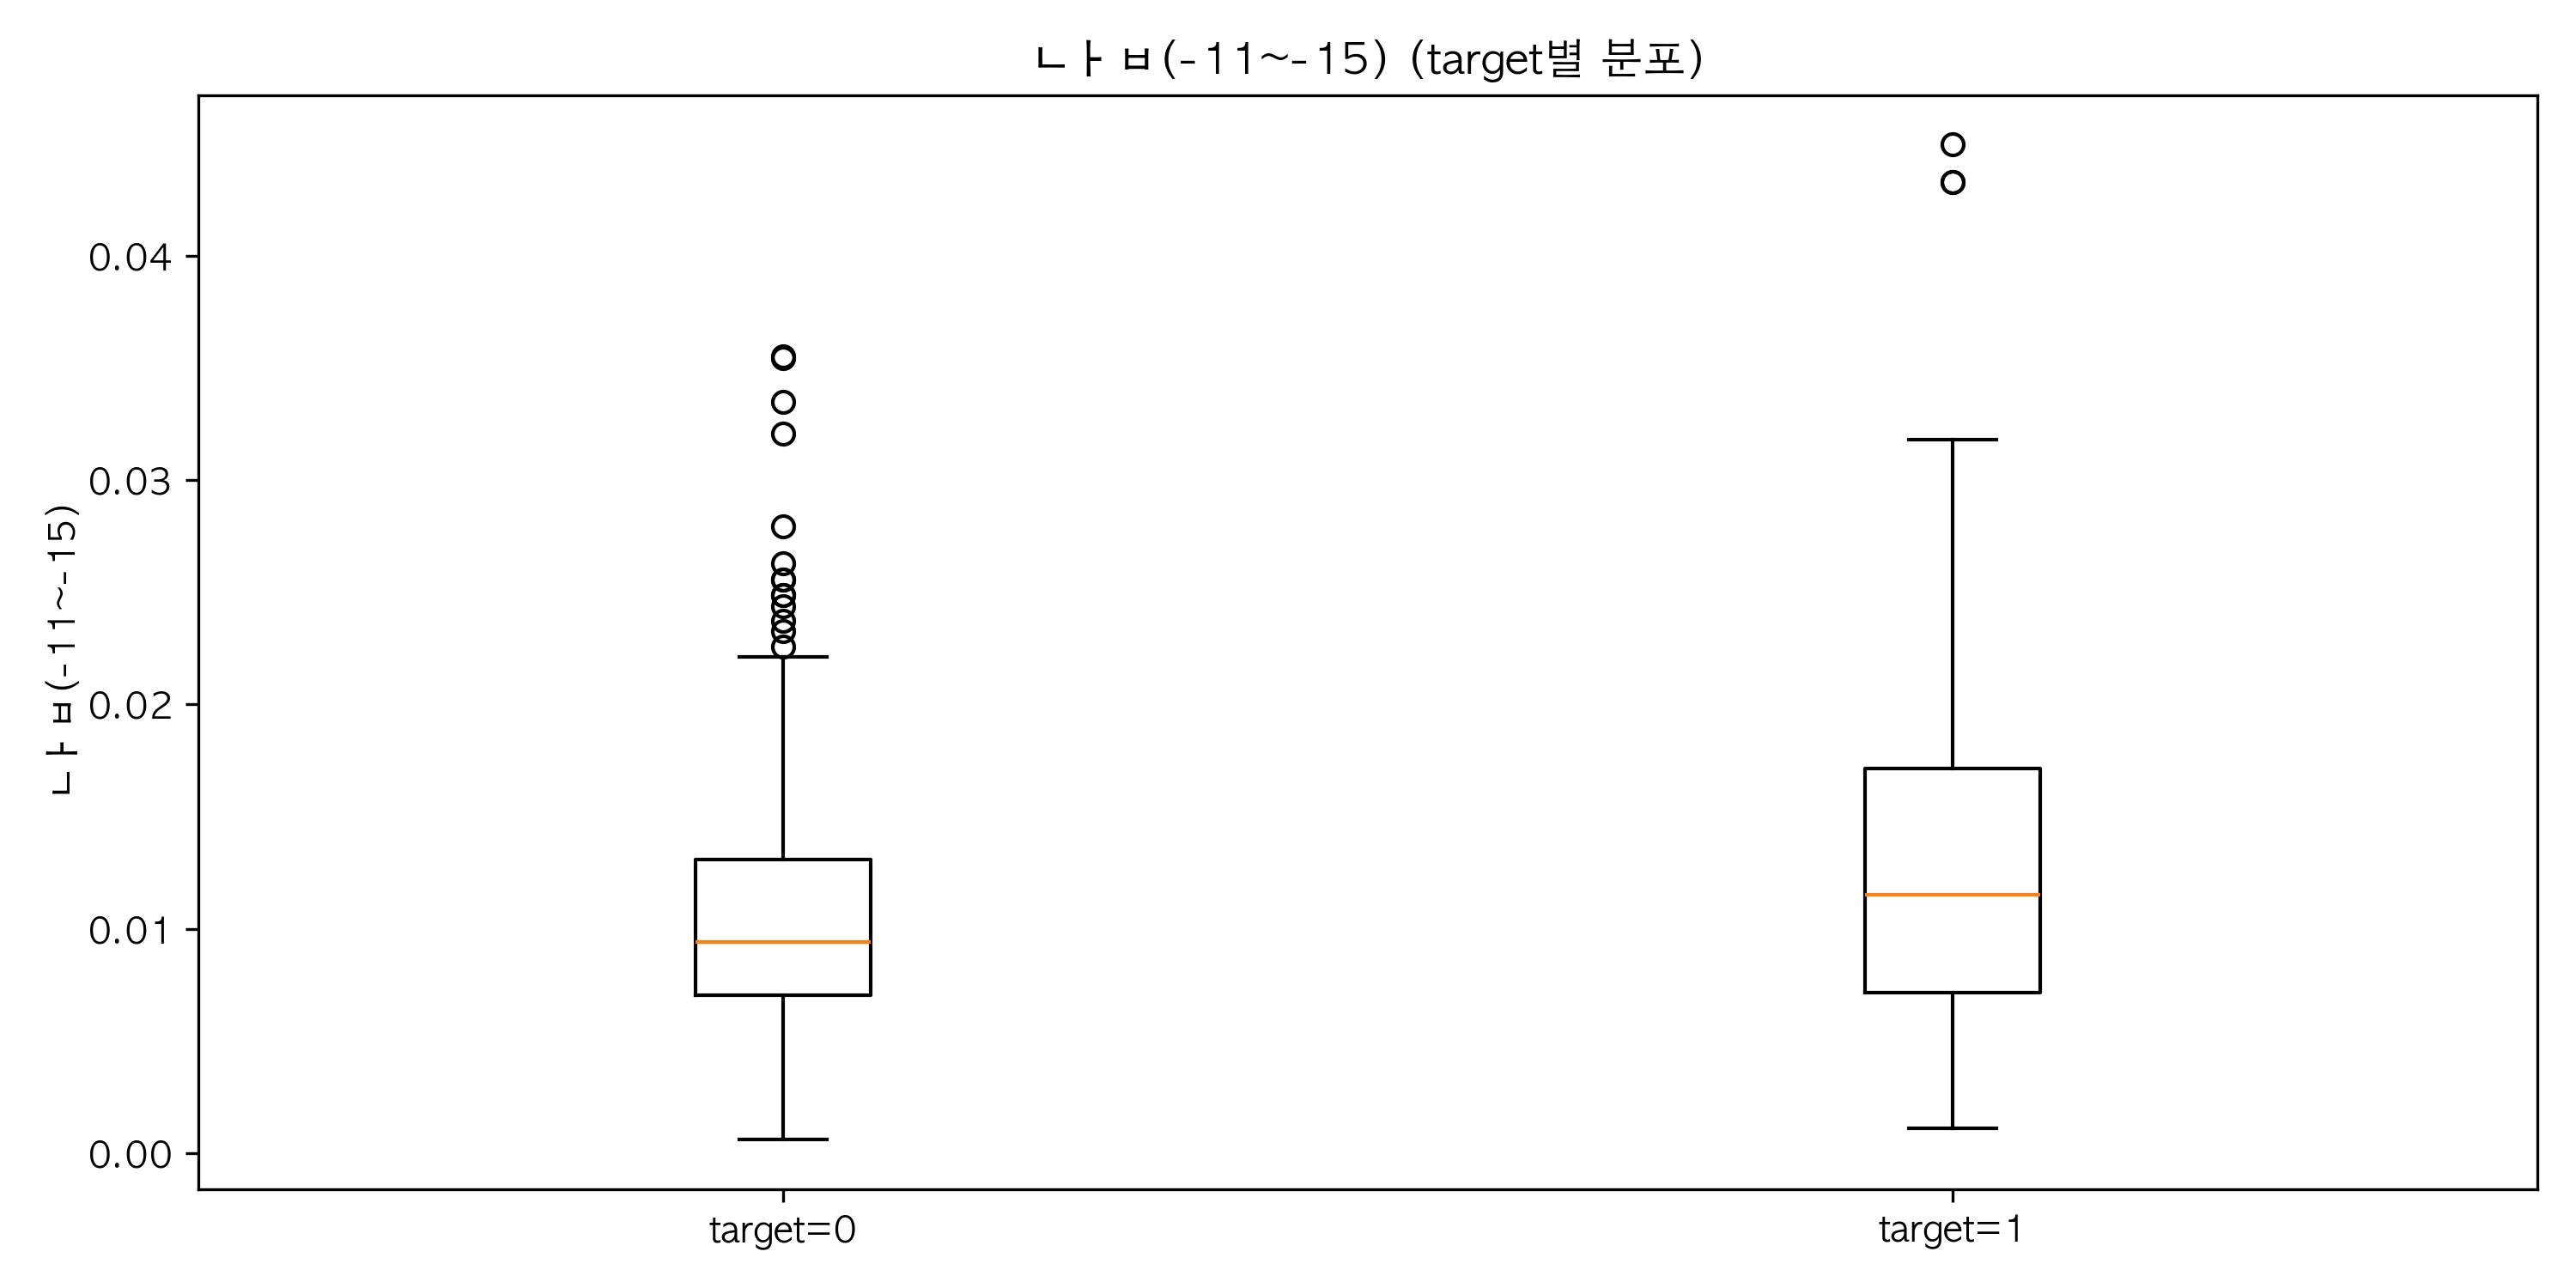 ㄴㅏㅂ(-11~-15) (target별 분포)
ㄴㅏㅂ(-11~-15)
0.04
0.03
0.02
0.01
0.00
target=0 target=1